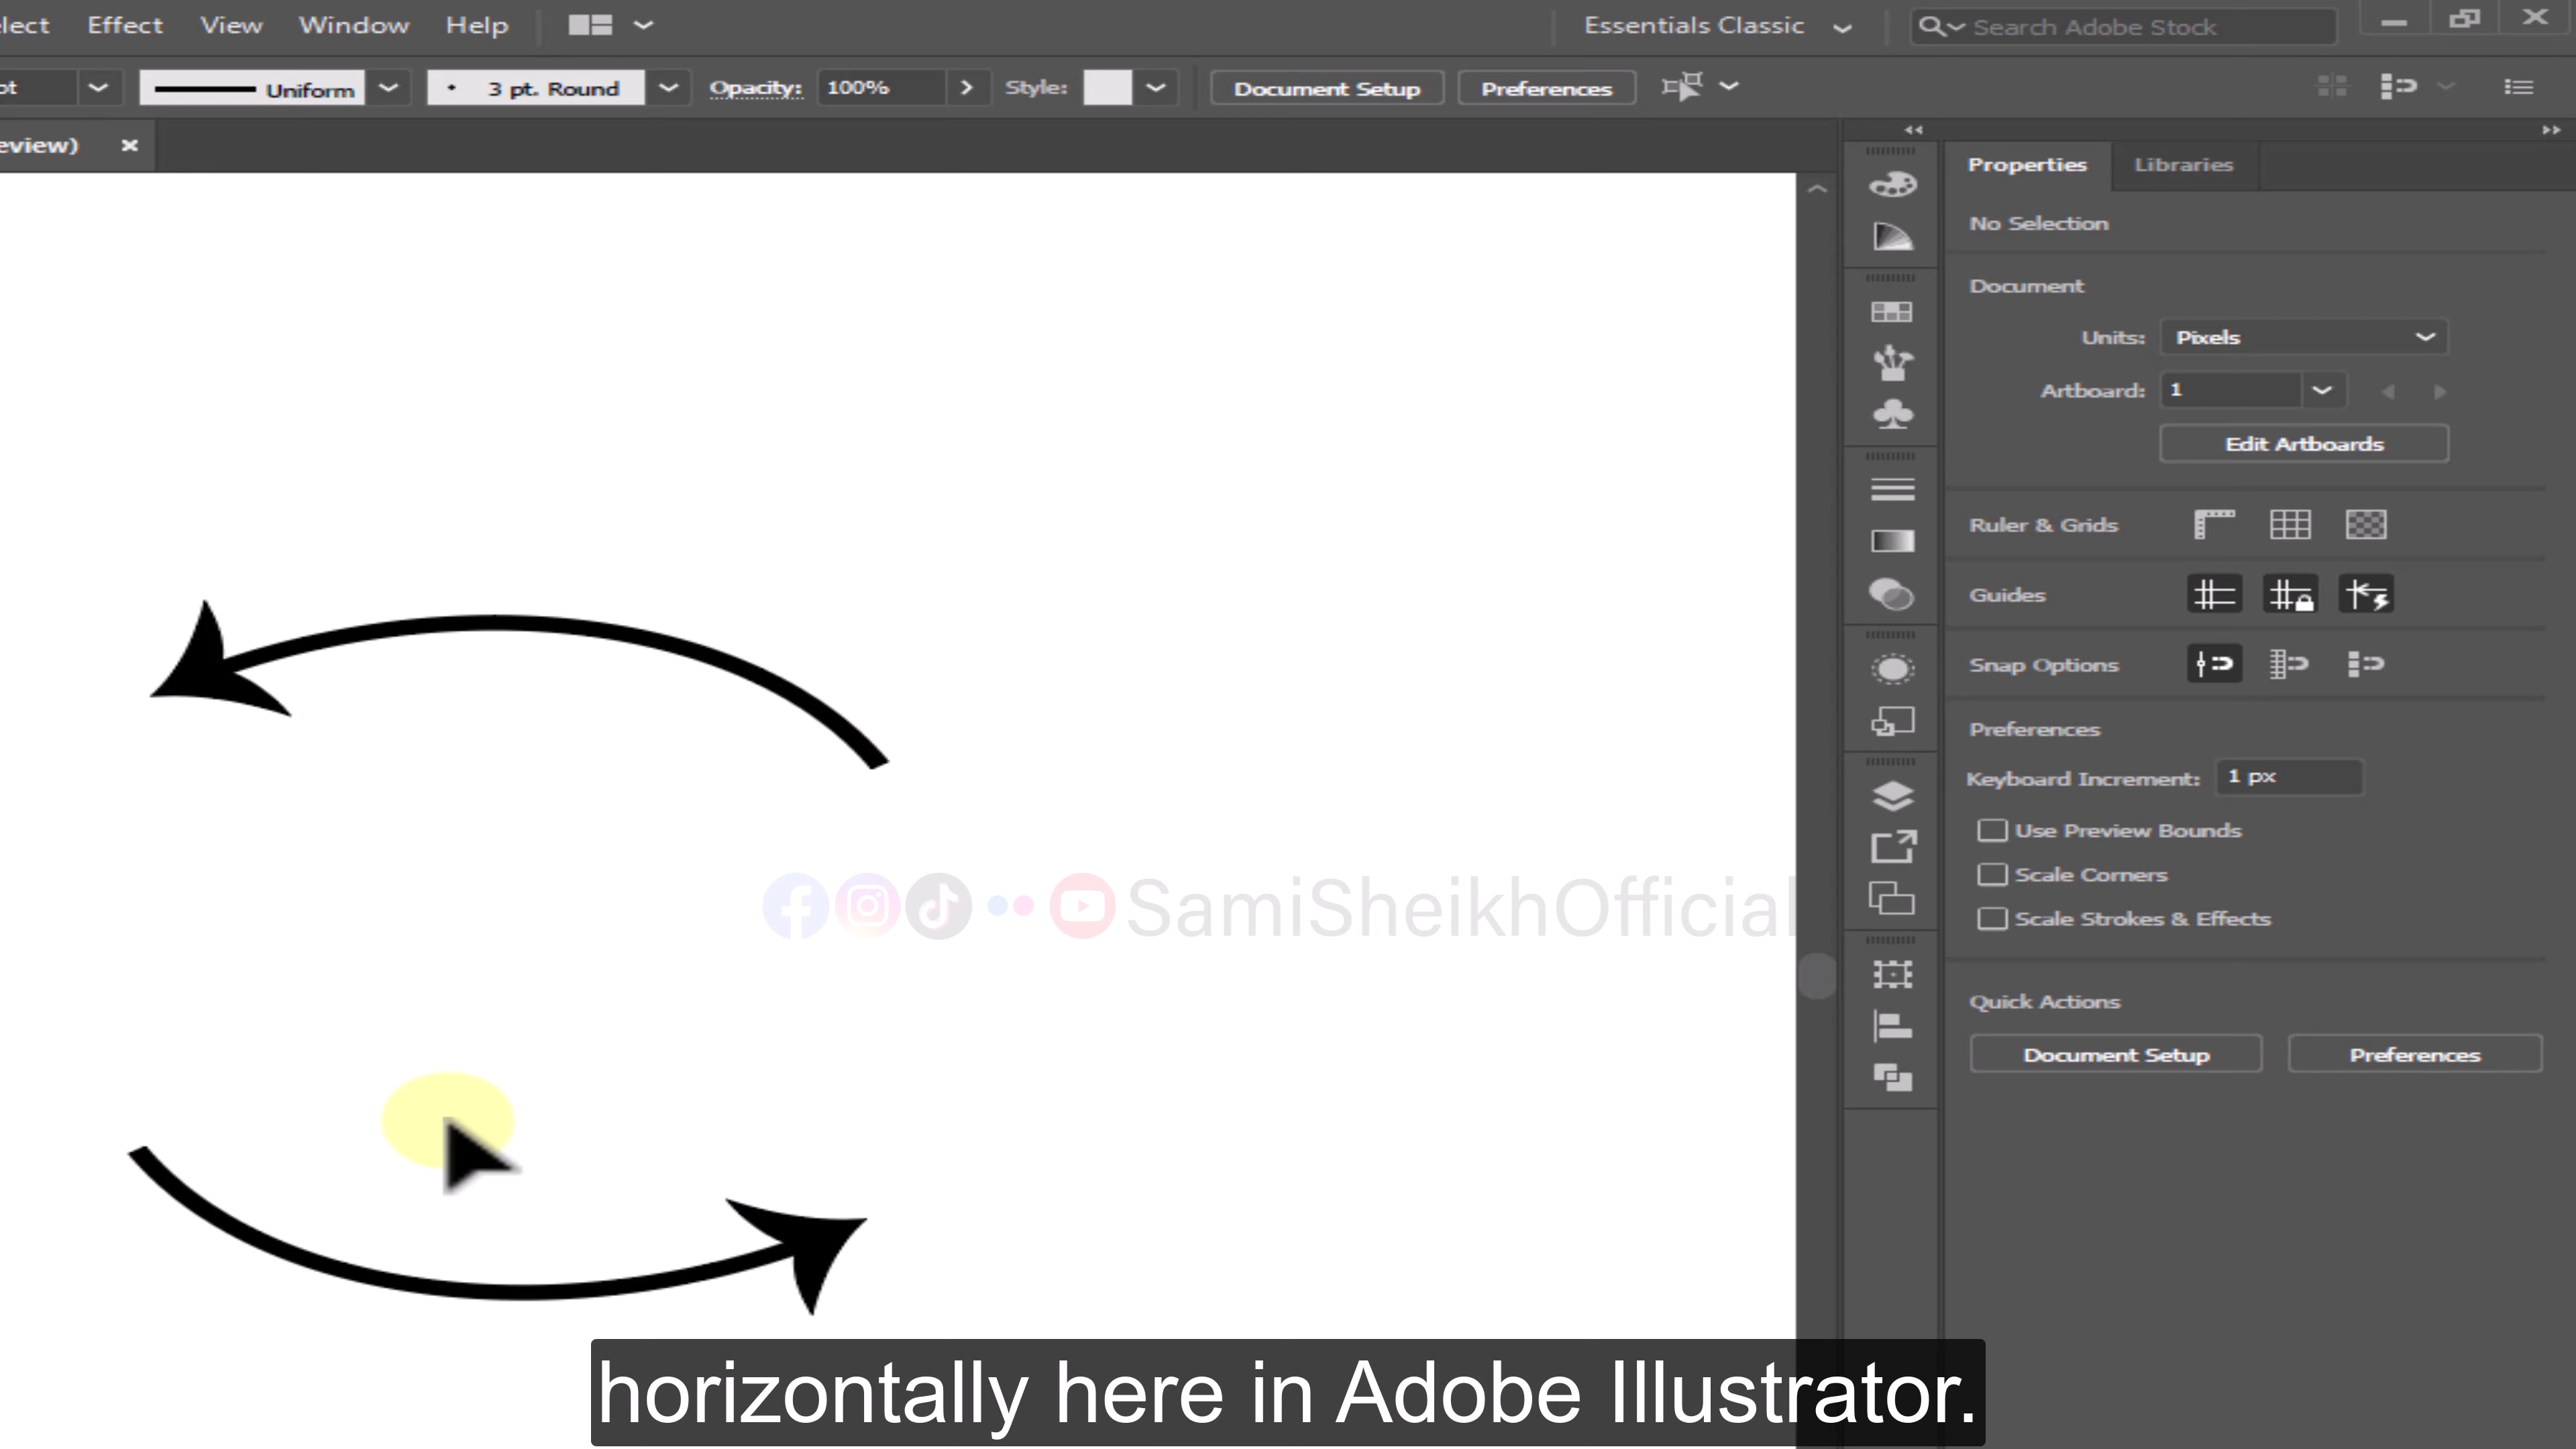 Effect View Window Help Essentials Classic Search Adobe Stock
Uniform 3 pt. Round Opacity: 100% Style: Document Setup Preferences
Properties Libraries
No Selection
Document
Units: Pixels
Artboard: 1
Edit Artboards
Ruler & Grids
Guides
Snap Options
Preferences
Keyboard Increment: 1 px
Use Preview Bounds
Scale Corners
Scale Strokes & Effects
SamiSheikhOfficial
Quick Actions
Document Setup Preferences
horizontally here in Adobe Illustrator.